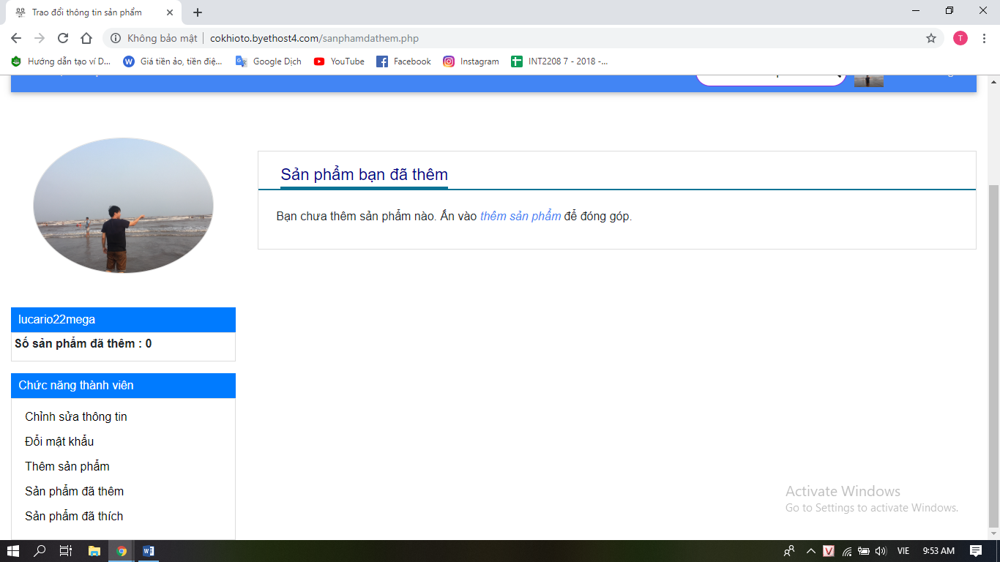 Trao đổi thông tin sản phẩm
Không bảo mật | cokhioto.byethost4.com/sanphamdathem.php
T
Hướng dẫn tạo ví D...
Giá tiền ảo, tiền điệ...
Google Dịch
YouTube
Facebook
Instagram
INT2208 7 - 2018 -...
Sản phẩm bạn đã thêm
Bạn chưa thêm sản phẩm nào. Ấn vào thêm sản phẩm để đóng góp.
lucario22mega
Số sản phẩm đã thêm : 0
Chức năng thành viên
Chỉnh sửa thông tin
Đổi mật khẩu
Thêm sản phẩm
Sản phẩm đã thêm
Sản phẩm đã thích
Activate Windows
Go to Settings to activate Windows.
VIE
9:53 AM